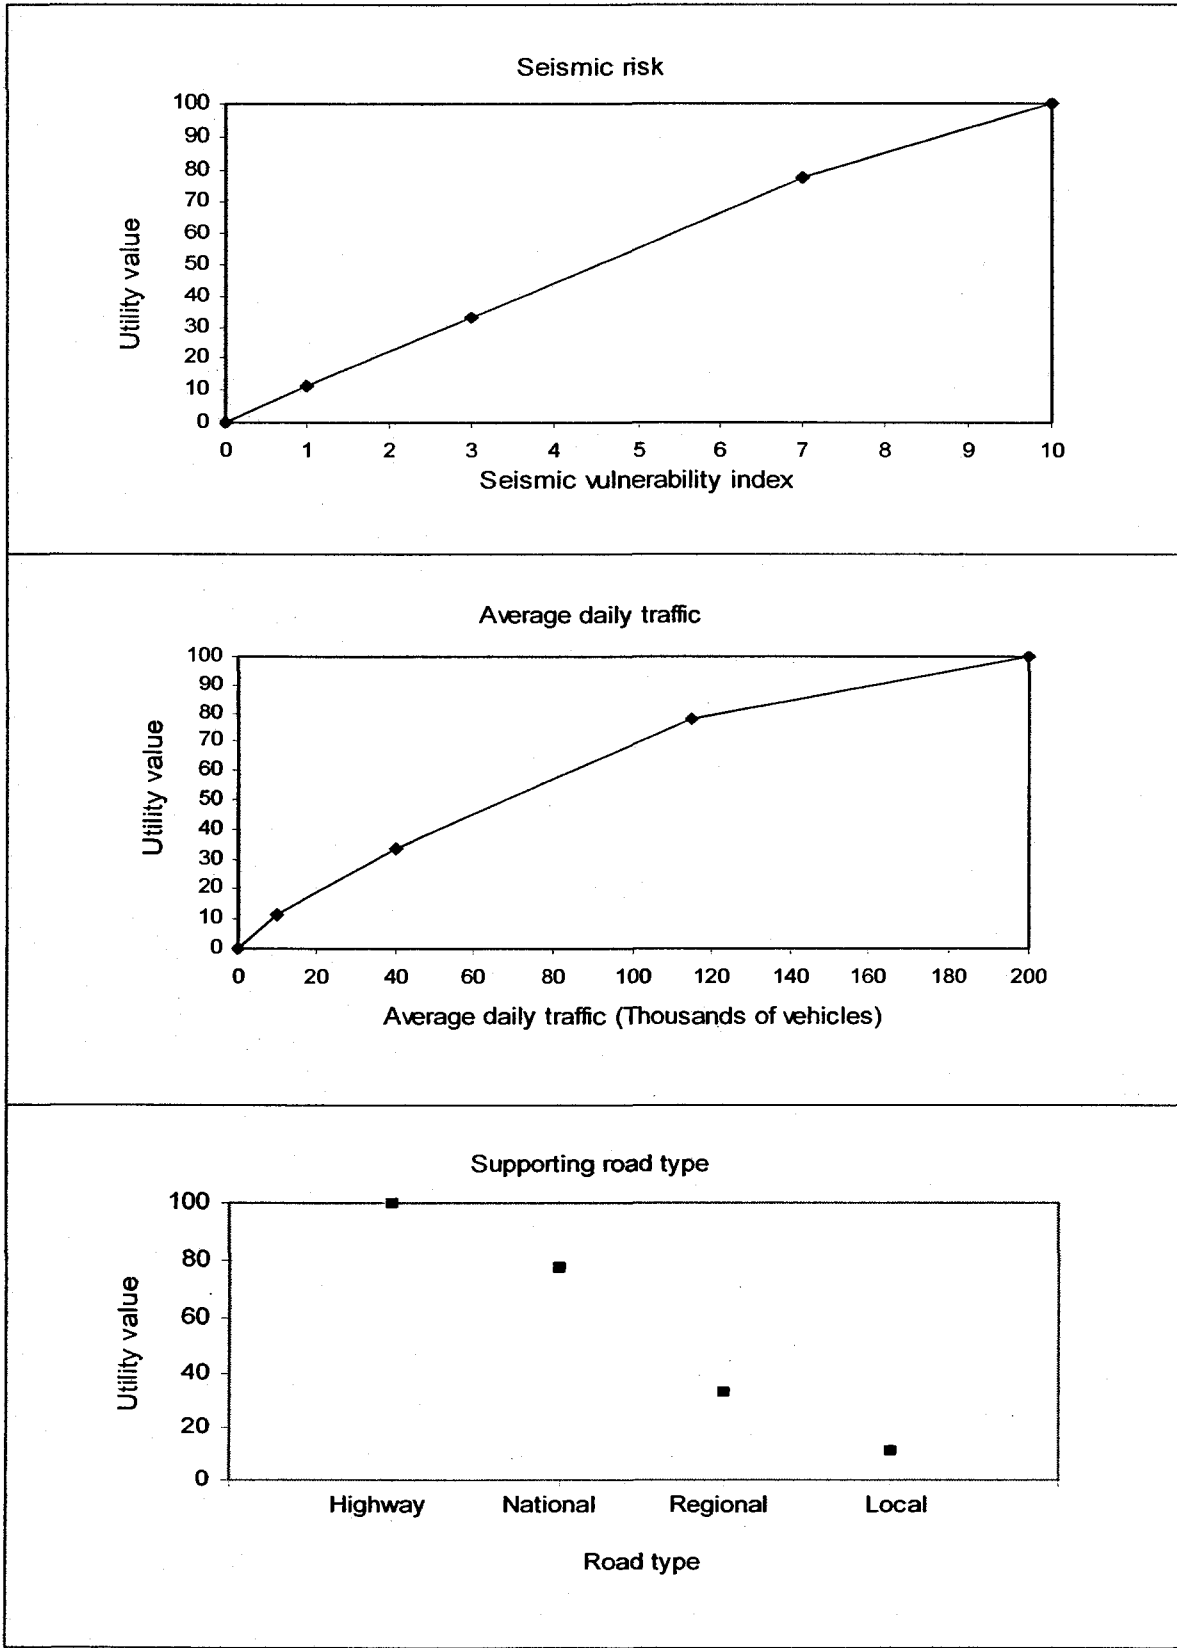 Seismic risk
100
90
80
70
60
50
40
30
20
10
0
Utility value
0 1 2 3 4 5 6 7 8 9 10
Seismic vulnerability index
Average daily traffic
100
90
80
70
60
50
40
30
20
10
0
Utility value
0 20 40 60 80 100 120 140 160 180 200
Average daily traffic (Thousands of vehicles)
Supporting road type
100
80
60
40
20
0
Utility value
Highway National Regional Local
Road type